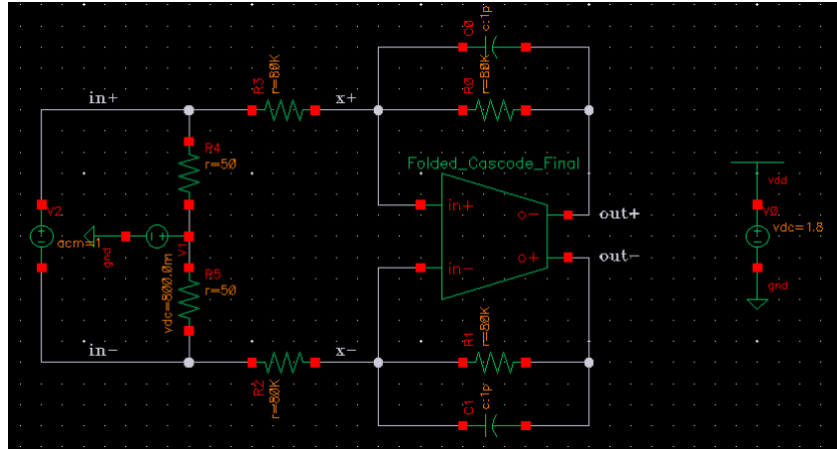 C0
c:1p
R3
r=80K
R0
r=80K
in+
x+
R4
r=50
Folded_Cascode_Final
vdd
V2
in+
o-
out+
V0
acm=1
vdc=1.8
gnd
V1
in-
o+
out-
vdc=800.0m
R5
r=50
gnd
R1
r=80K
in-
x-
R2
r=80K
C1
c:1p